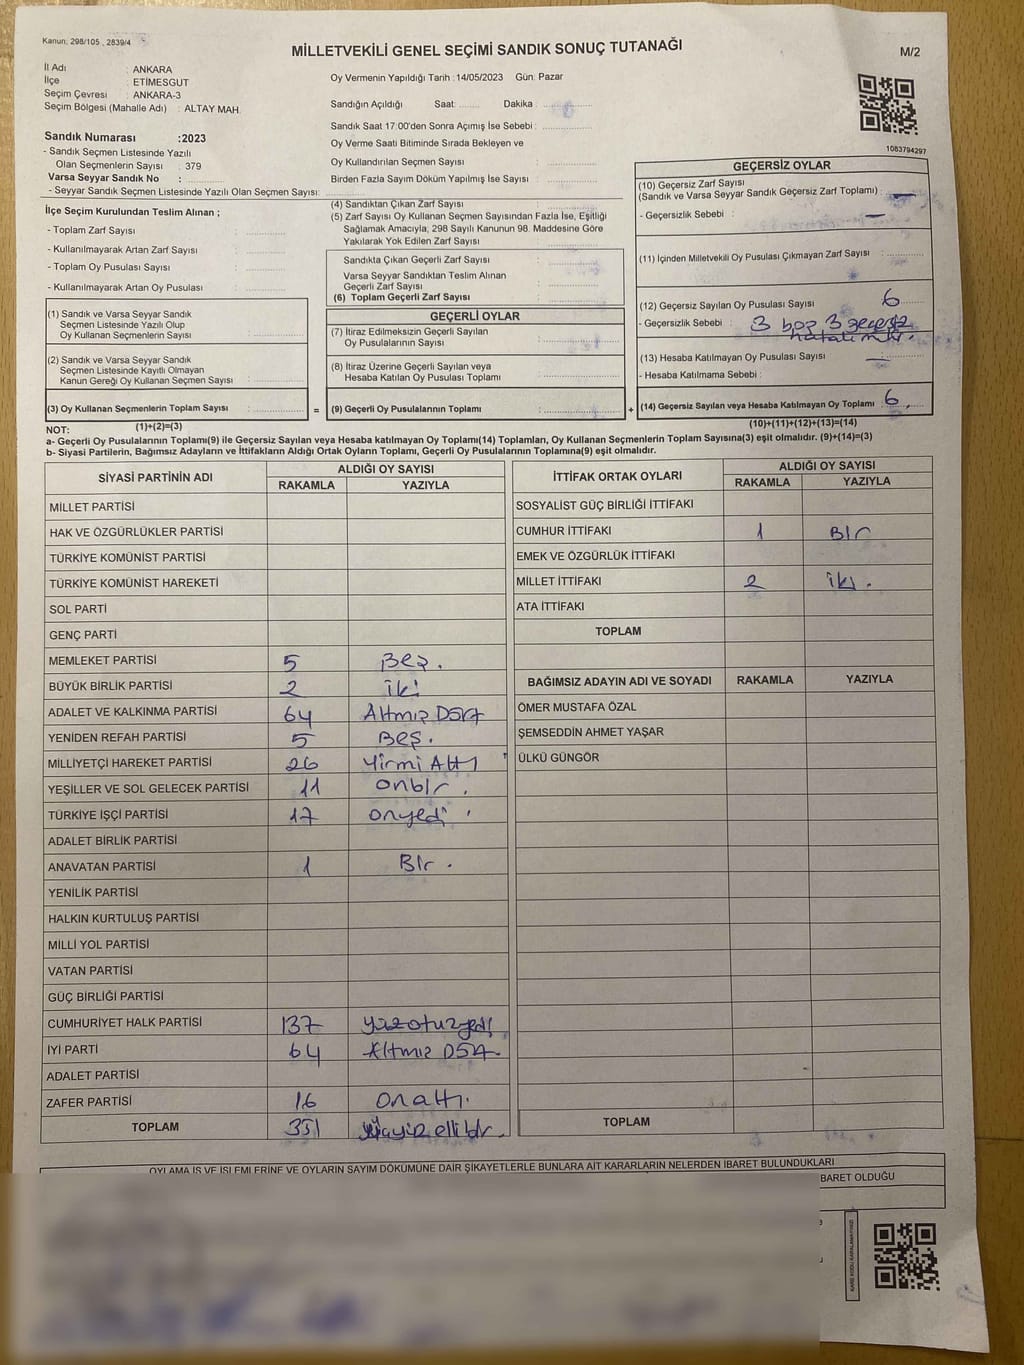 Kanun: 298/105 , 2839/4
MİLLETVEKİLİ GENEL SEÇİMİ SANDIK SONUÇ TUTANAĞI
M/2
İl Adı : ANKARA
İlçe : ETİMESGUT
Seçim Çevresi : ANKARA-3
Seçim Bölgesi (Mahalle Adı) : ALTAY MAH.
Oy Vermenin Yapıldığı Tarih :14/05/2023 Gün: Pazar
Sandığın Açıldığı Saat: Dakika :
Sandık Saat 17:00'den Sonra Açımış İse Sebebi :
Oy Verme Saati Bitiminde Sırada Bekleyen ve
Oy Kullandırılan Seçmen Sayısı :
Birden Fazla Sayım Döküm Yapılmış İse Sayısı :
Sandık Numarası :2023
- Sandık Seçmen Listesinde Yazılı
Olan Seçmenlerin Sayısı : 379
Varsa Seyyar Sandık No :
- Seyyar Sandık Seçmen Listesinde Yazılı Olan Seçmen Sayısı:
İlçe Seçim Kurulundan Teslim Alınan ;
- Toplam Zarf Sayısı :
- Kullanılmayarak Artan Zarf Sayısı :
- Toplam Oy Pusulası Sayısı :
- Kullanılmayarak Artan Oy Pusulası :
(1) Sandık ve Varsa Seyyar Sandık
Seçmen Listesinde Yazılı Olup
Oy Kullanan Seçmenlerin Sayısı :
(2) Sandık ve Varsa Seyyar Sandık
Seçmen Listesinde Kayıtlı Olmayan
Kanun Gereği Oy Kullanan Seçmen Sayısı :
(3) Oy Kullanan Seçmenlerin Toplam Sayısı :
(4) Sandıktan Çıkan Zarf Sayısı :
(5) Zarf Sayısı Oy Kullanan Seçmen Sayısından Fazla İse, Eşitliği
Sağlamak Amacıyla, 298 Sayılı Kanunun 98. Maddesine Göre
Yakılarak Yok Edilen Zarf Sayısı :
Sandıkta Çıkan Geçerli Zarf Sayısı :
Varsa Seyyar Sandıktan Teslim Alınan
Geçerli Zarf Sayısı :
(6) Toplam Geçerli Zarf Sayısı :
GEÇERLİ OYLAR
(7) İtiraz Edilmeksizin Geçerli Sayılan
Oy Pusulalarının Sayısı :
(8) İtiraz Üzerine Geçerli Sayılan veya
Hesaba Katılan Oy Pusulası Toplamı :
= (9) Geçerli Oy Pusulalarının Toplamı : +
1083794297
GEÇERSİZ OYLAR
(10) Geçersiz Zarf Sayısı
(Sandık ve Varsa Seyyar Sandık Geçersiz Zarf Toplamı) : —
- Geçersizlik Sebebi : —
(11) İçinden Milletvekili Oy Pusulası Çıkmayan Zarf Sayısı :
(12) Geçersiz Sayılan Oy Pusulası Sayısı : 6
- Geçersizlik Sebebi : 3 boş 3 geçersiz
(13) Hesaba Katılmayan Oy Pusulası Sayısı : —
- Hesaba Katılmama Sebebi :
(14) Geçersiz Sayılan veya Hesaba Katılmayan Oy Toplamı : 6
NOT: (1)+(2)=(3)
(10)+(11)+(12)+(13)=(14)
a- Geçerli Oy Pusulalarının Toplamı(9) ile Geçersiz Sayılan veya Hesaba katılmayan Oy Toplamı(14) Toplamları, Oy Kullanan Seçmenlerin Toplam Sayısına(3) eşit olmalıdır. (9)+(14)=(3)
b- Siyasi Partilerin, Bağımsız Adayların ve İttifakların Aldığı Ortak Oyların Toplamı, Geçerli Oy Pusulalarının Toplamına(9) eşit olmalıdır.
SİYASİ PARTİNİN ADI ALDIĞI OY SAYISI
RAKAMLA YAZIYLA
MİLLET PARTİSİ
HAK VE ÖZGÜRLÜKLER PARTİSİ
TÜRKİYE KOMÜNİST PARTİSİ
TÜRKİYE KOMÜNİST HAREKETİ
SOL PARTİ
GENÇ PARTİ
MEMLEKET PARTİSİ 5 Beş.
BÜYÜK BİRLİK PARTİSİ 2 iki
ADALET VE KALKINMA PARTİSİ 64 Altmış Dört
YENİDEN REFAH PARTİSİ 5 Beş.
MİLLİYETÇİ HAREKET PARTİSİ 26 Yirmi Altı
YEŞİLLER VE SOL GELECEK PARTİSİ 11 Onbir.
TÜRKİYE İŞÇİ PARTİSİ 17 Onyedi
ADALET BİRLİK PARTİSİ
ANAVATAN PARTİSİ 1 Bir.
YENİLİK PARTİSİ
HALKIN KURTULUŞ PARTİSİ
MİLLİ YOL PARTİSİ
VATAN PARTİSİ
GÜÇ BİRLİĞİ PARTİSİ
CUMHURİYET HALK PARTİSİ 137 Yüzotuzyedi
İYİ PARTİ 64 Altmış Dört.
ADALET PARTİSİ
ZAFER PARTİSİ 16 Onaltı.
TOPLAM 351
İTTİFAK ORTAK OYLARI ALDIĞI OY SAYISI
RAKAMLA YAZIYLA
SOSYALİST GÜÇ BİRLİĞİ İTTİFAKI
CUMHUR İTTİFAKI 1 Bir
EMEK VE ÖZGÜRLÜK İTTİFAKI
MİLLET İTTİFAKI 2 iki.
ATA İTTİFAKI
TOPLAM
BAĞIMSIZ ADAYIN ADI VE SOYADI RAKAMLA YAZIYLA
ÖMER MUSTAFA ÖZAL
ŞEMSEDDİN AHMET YAŞAR
ÜLKÜ GÜNGÖR
TOPLAM
OYLAMA İŞ VE İŞLEMLERİNE VE OYLARIN SAYIM DÖKÜMÜNE DAİR ŞİKAYETLERLE BUNLARA AİT KARARLARIN NELERDEN İBARET BULUNDUKLARI
BARET OLDUĞU